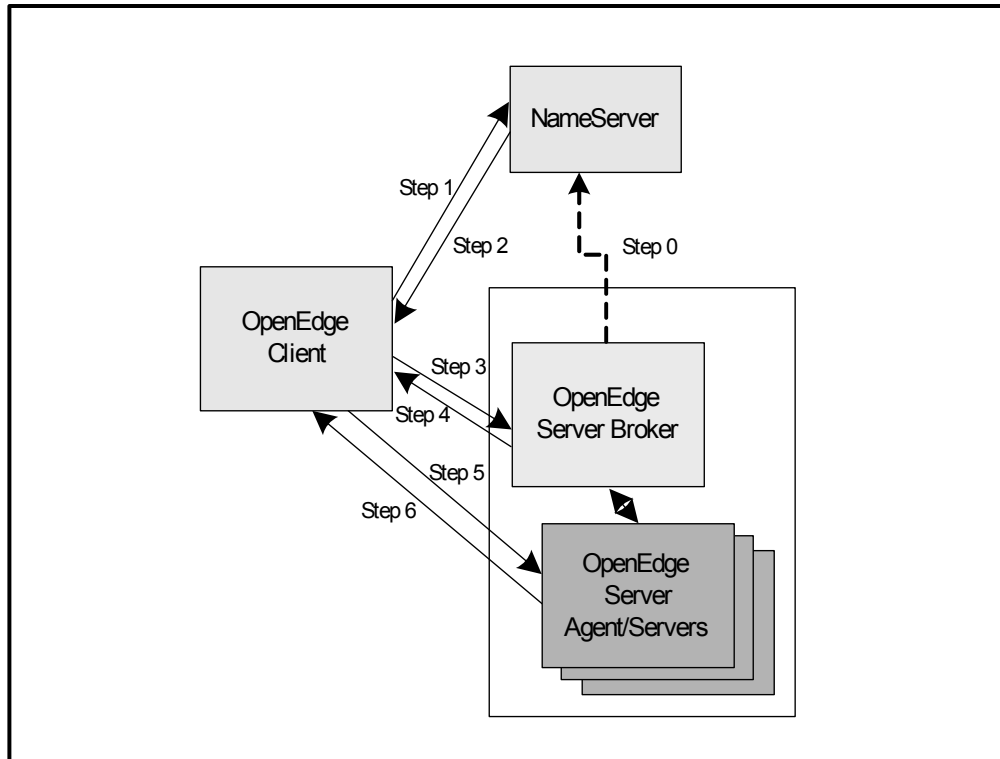 NameServer
Step 1
Step 2
Step 0
OpenEdge
Client
Step 3
OpenEdge
Server Broker
Step 4
Step 5
Step 6
OpenEdge
Server
Agent/Servers